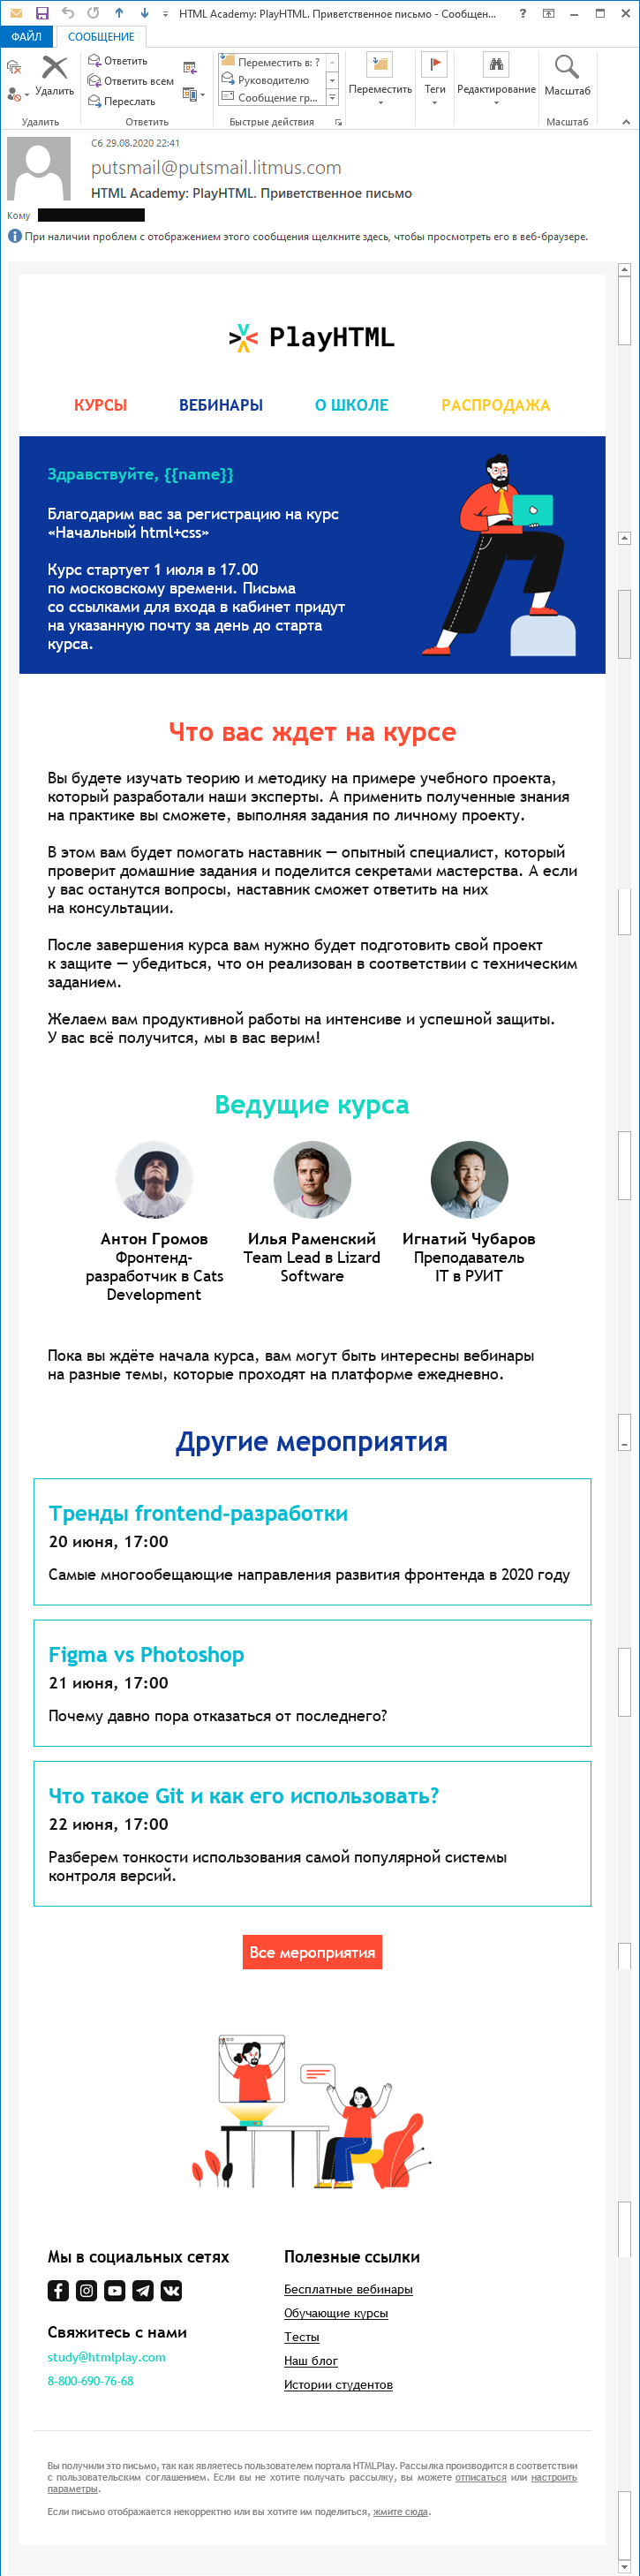 HTML Academy: PlayHTML. Приветственное письмо - Сообщен...
ФАЙЛ
СООБЩЕНИЕ
Удалить
Ответить
Ответить всем
Переслать
Переместить в: ?
Руководителю
Сообщение гр...
Переместить
Теги
Редактирование
Масштаб
Удалить
Ответить
Быстрые действия
Масштаб
Сб 29.08.2020 22:41
putsmail@putsmail.litmus.com
HTML Academy: PlayHTML. Приветственное письмо
Кому
При наличии проблем с отображением этого сообщения щелкните здесь, чтобы просмотреть его в веб-браузере.
PlayHTML
КУРСЫ
ВЕБИНАРЫ
О ШКОЛЕ
РАСПРОДАЖА
Здравствуйте, {{name}}
Благодарим вас за регистрацию на курс
«Начальный html+css»
Курс стартует 1 июля в 17.00
по московскому времени. Письма
со ссылками для входа в кабинет придут
на указанную почту за день до старта
курса.
Что вас ждет на курсе
Вы будете изучать теорию и методику на примере учебного проекта,
который разработали наши эксперты. А применить полученные знания
на практике вы сможете, выполняя задания по личному проекту.
В этом вам будет помогать наставник — опытный специалист, который
проверит домашние задания и поделится секретами мастерства. А если
у вас останутся вопросы, наставник сможет ответить на них
на консультации.
После завершения курса вам нужно будет подготовить свой проект
к защите — убедиться, что он реализован в соответствии с техническим
заданием.
Желаем вам продуктивной работы на интенсиве и успешной защиты.
У вас всё получится, мы в вас верим!
Ведущие курса
Антон Громов
Фронтенд-
разработчик в Cats
Development
Илья Раменский
Team Lead в Lizard
Software
Игнатий Чубаров
Преподаватель
IT в РУИТ
Пока вы ждёте начала курса, вам могут быть интересны вебинары
на разные темы, которые проходят на платформе ежедневно.
Другие мероприятия
Тренды frontend-разработки
20 июня, 17:00
Самые многообещающие направления развития фронтенда в 2020 году
Figma vs Photoshop
21 июня, 17:00
Почему давно пора отказаться от последнего?
Что такое Git и как его использовать?
22 июня, 17:00
Разберем тонкости использования самой популярной системы
контроля версий.
Все мероприятия
Мы в социальных сетях
Свяжитесь с нами
study@htmlplay.com
8-800-690-76-68
Полезные ссылки
Бесплатные вебинары
Обучающие курсы
Тесты
Наш блог
Истории студентов
Вы получили это письмо, так как являетесь пользователем портала HTMLPlay. Рассылка производится в соответствии
с пользовательским соглашением. Если вы не хотите получать рассылку, вы можете отписаться или настроить
параметры.
Если письмо отображается некорректно или вы хотите им поделиться, жмите сюда.